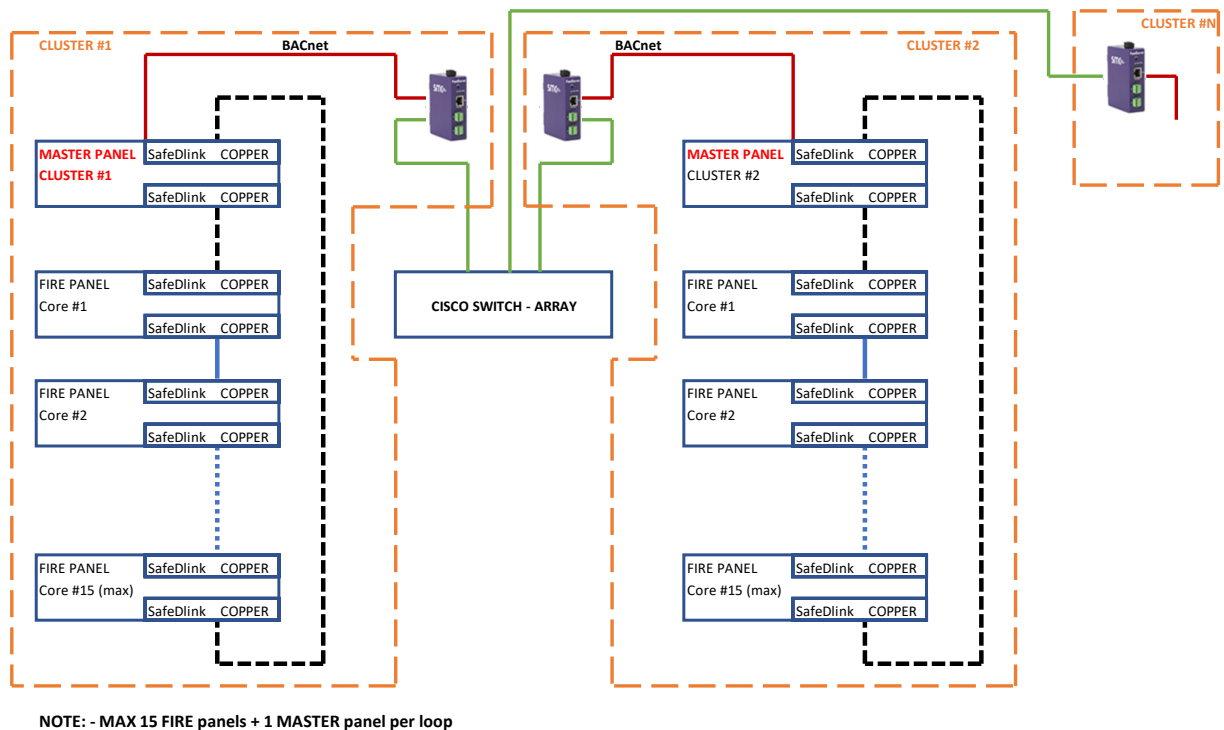 CLUSTER #N
CLUSTER #1
BACnet
BACnet
CLUSTER #2
MASTER PANEL
CLUSTER #1
SafeDlink COPPER
SafeDlink COPPER
FIRE PANEL
Core #1
SafeDlink COPPER
SafeDlink COPPER
FIRE PANEL
Core #2
SafeDlink COPPER
SafeDlink COPPER
FIRE PANEL
Core #15 (max)
SafeDlink COPPER
SafeDlink COPPER
CISCO SWITCH - ARRAY
MASTER PANEL
CLUSTER #2
SafeDlink COPPER
SafeDlink COPPER
FIRE PANEL
Core #1
SafeDlink COPPER
SafeDlink COPPER
FIRE PANEL
Core #2
SafeDlink COPPER
SafeDlink COPPER
FIRE PANEL
Core #15 (max)
SafeDlink COPPER
SafeDlink COPPER
NOTE: - MAX 15 FIRE panels + 1 MASTER panel per loop